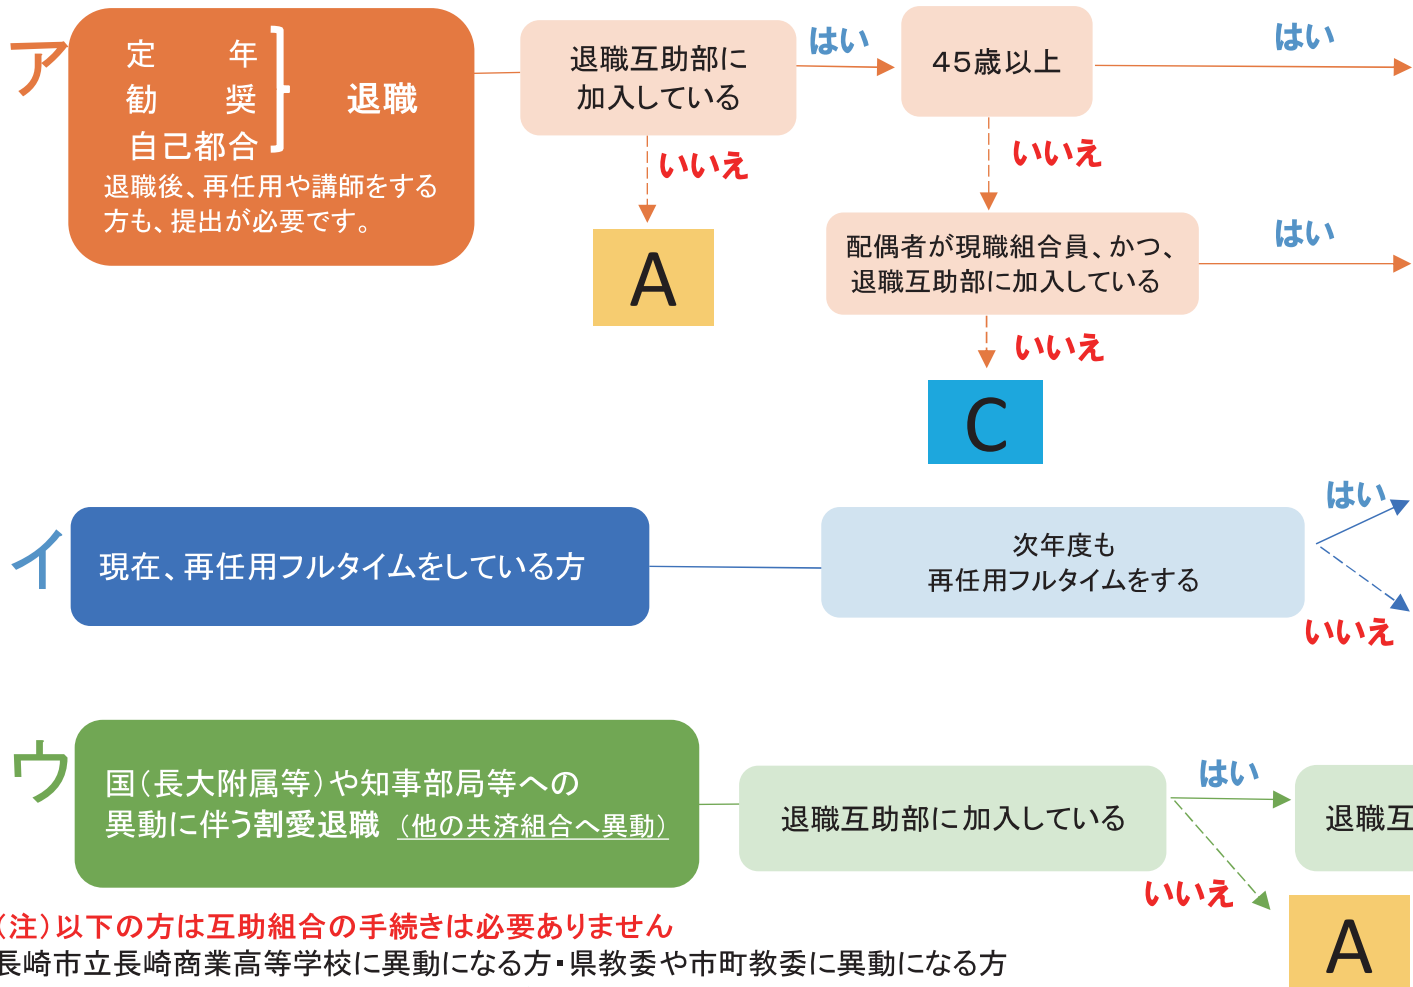 ア
定　　年
勧　　奨
自己都合
退職
退職後、再任用や講師をする
方も、提出が必要です。
退職互助部に
加入している
はい
45歳以上
はい
いいえ
A
いいえ
配偶者が現職組合員、かつ、
退職互助部に加入している
はい
いいえ
C
イ
現在、再任用フルタイムをしている方
次年度も
再任用フルタイムをする
はい
いいえ
ウ
国（長大附属等）や知事部局等への
異動に伴う割愛退職（他の共済組合へ異動）
退職互助部に加入している
はい
退職互
いいえ
A
（注）以下の方は互助組合の手続きは必要ありません
長崎市立長崎商業高等学校に異動になる方・県教委や市町教委に異動になる方